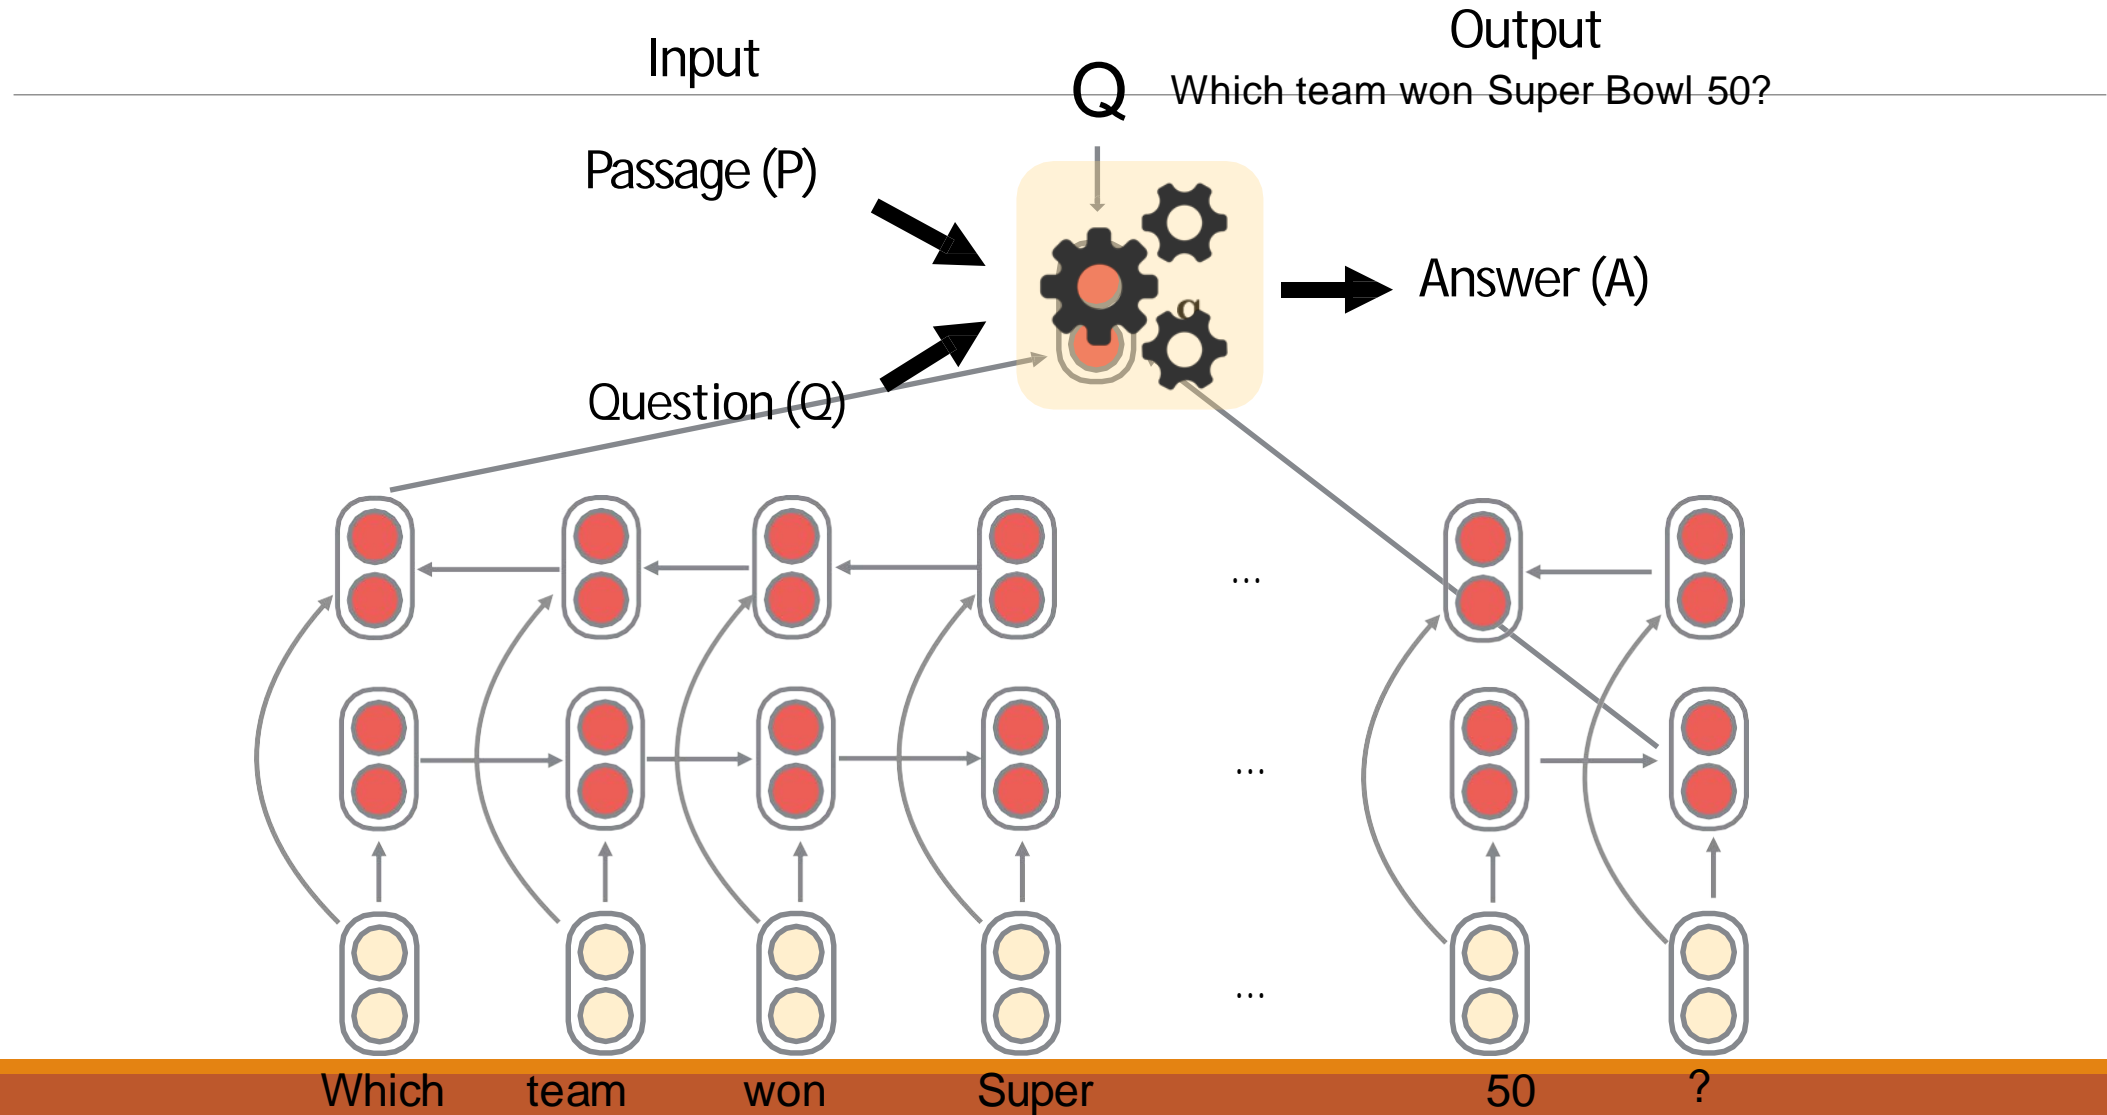 Input
Output
Q Which team won Super Bowl 50?
Passage (P)
Answer (A)
Question (Q)
...
...
...
Which team won Super 50 ?